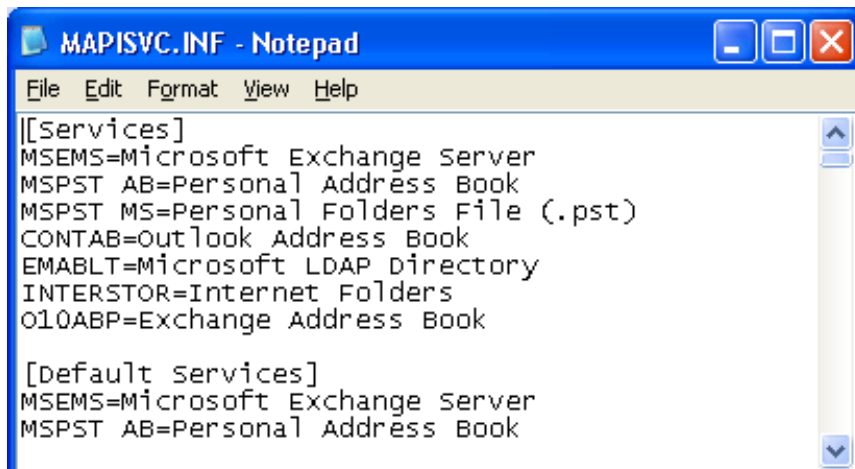 MAPISVC.INF - Notepad
File Edit Format View Help
[Services]
MSEMS=Microsoft Exchange Server
MSPST AB=Personal Address Book
MSPST MS=Personal Folders File (.pst)
CONTAB=Outlook Address Book
EMABLT=Microsoft LDAP Directory
INTERSTOR=Internet Folders
O10ABP=Exchange Address Book
[Default Services]
MSEMS=Microsoft Exchange Server
MSPST AB=Personal Address Book